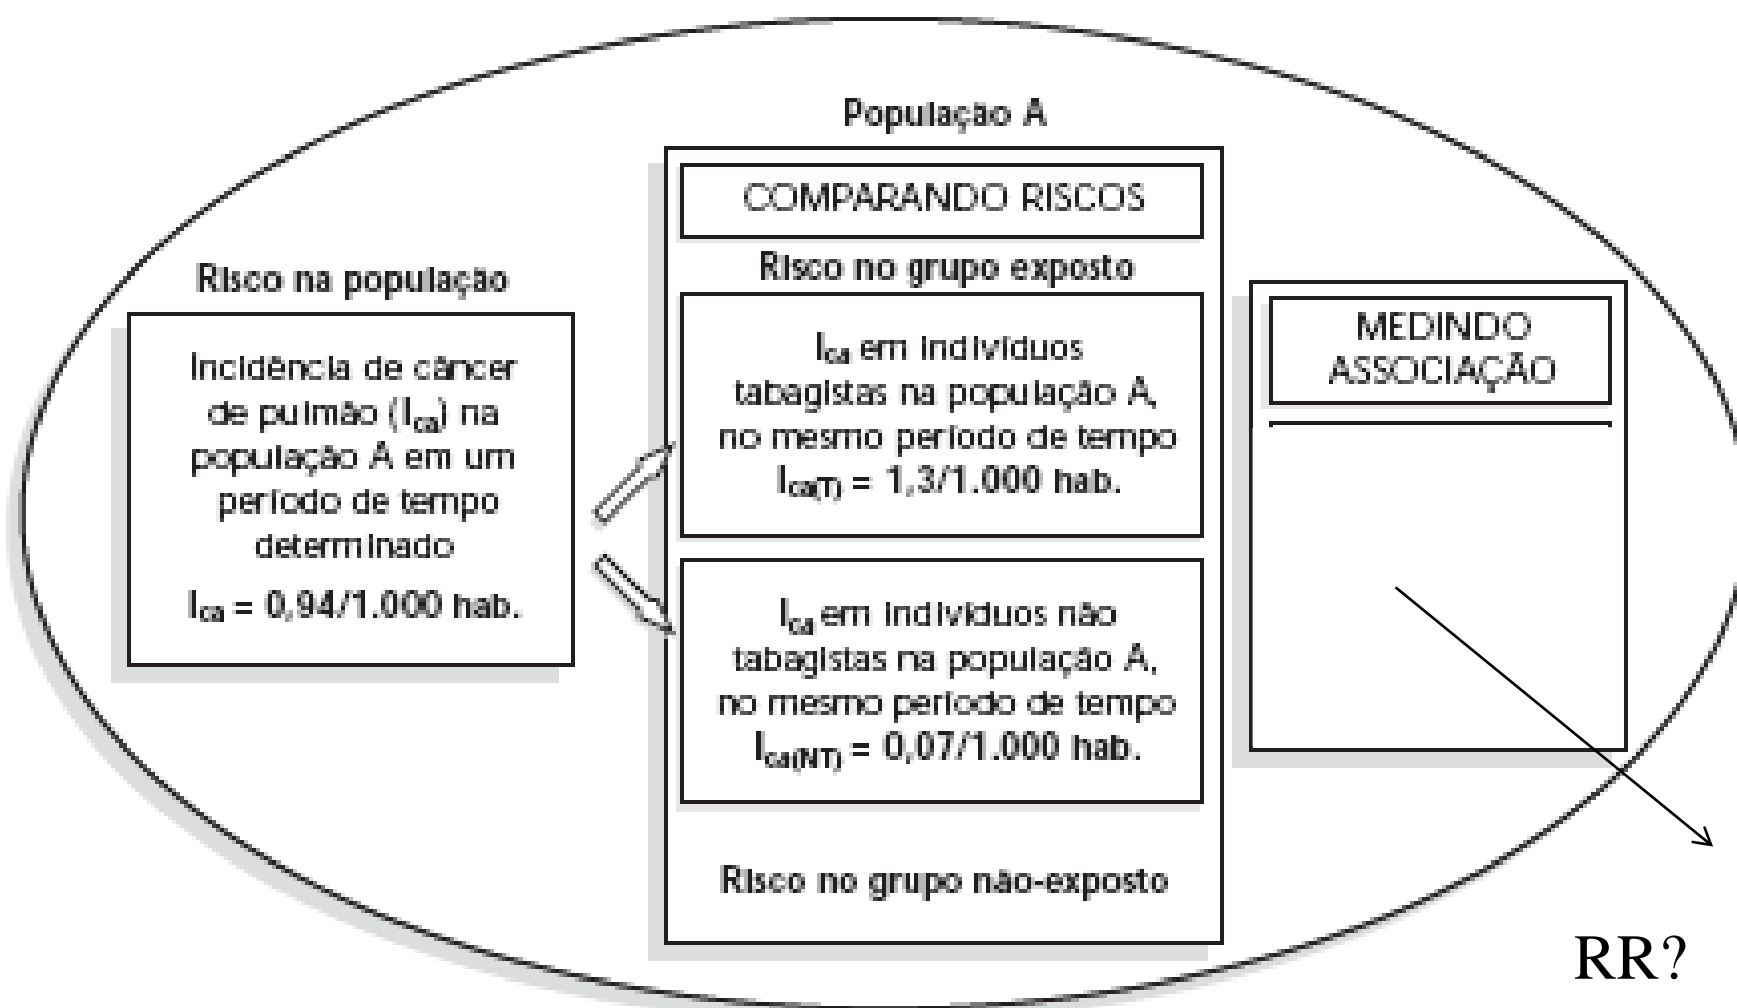 População A
Risco na população
Incidência de câncer
de pulmão (Ica) na
população A em um
período de tempo
determinado
Ica = 0,94/1.000 hab.
COMPARANDO RISCOS
Risco no grupo exposto
Ica em indivíduos
tabagistas na população A,
no mesmo período de tempo
Ica(T) = 1,3/1.000 hab.
Ica em indivíduos não
tabagistas na população A,
no mesmo período de tempo
Ica(NT) = 0,07/1.000 hab.
Risco no grupo não-exposto
MEDINDO
ASSOCIAÇÃO
RR?